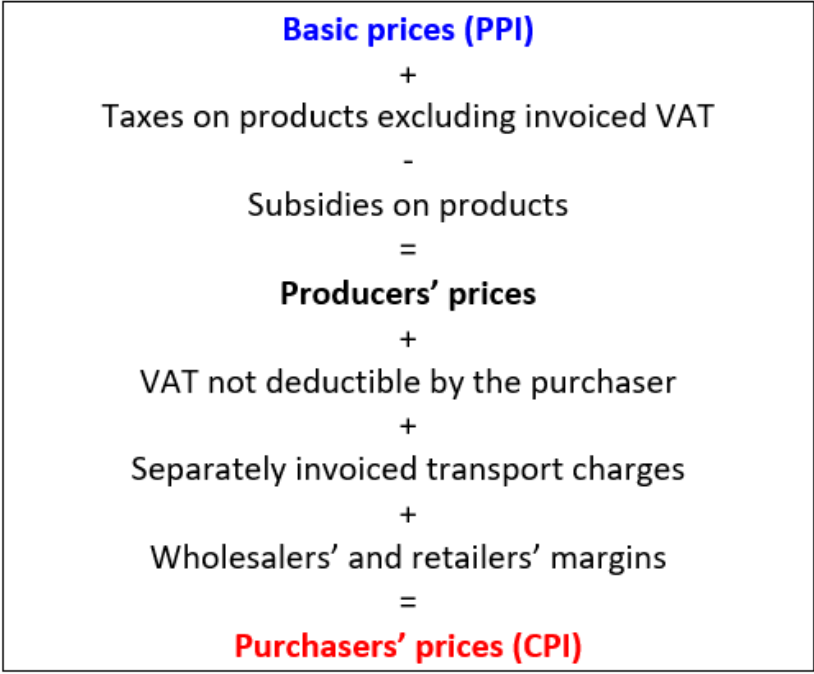 Basic prices (PPI)
+
Taxes on products excluding invoiced VAT
-
Subsidies on products
=
Producers’ prices
+
VAT not deductible by the purchaser
+
Separately invoiced transport charges
+
Wholesalers’ and retailers’ margins
=
Purchasers’ prices (CPI)